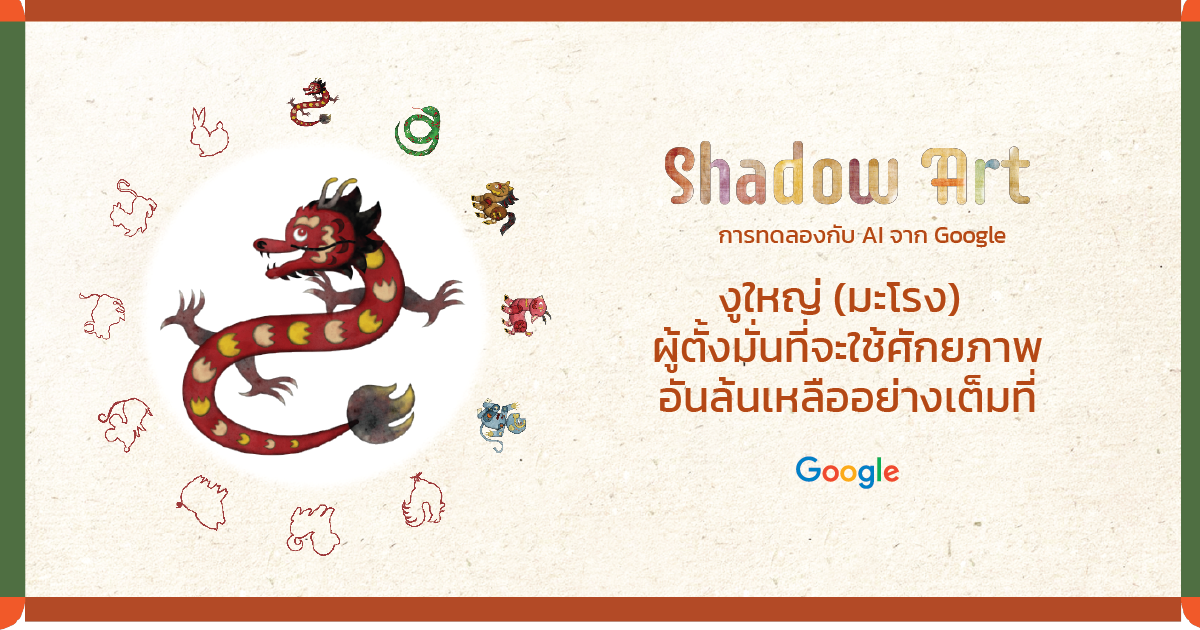 Shadow Art
การทดลองกับ AI จาก Google
งูใหญ่ (มะโรง)
ผู้ตั้งมั่นที่จะใช้ศักยภาพ
อันล้นเหลืออย่างเต็มที่
Google